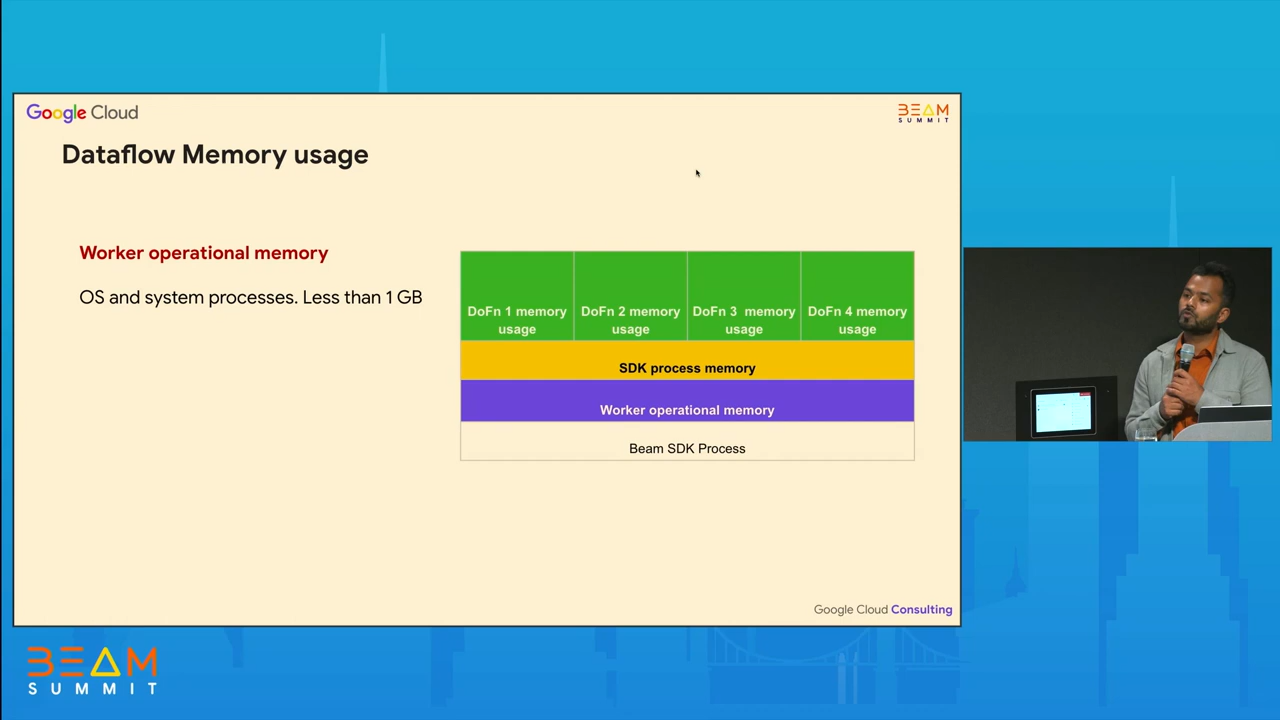 Google Cloud
BEAM
SUMMIT
Dataflow Memory usage
Worker operational memory
OS and system processes. Less than 1 GB
DoFn 1 memory
usage
DoFn 2 memory
usage
DoFn 3 memory
usage
DoFn 4 memory
usage
SDK process memory
Worker operational memory
Beam SDK Process
Google Cloud Consulting
BEAM
SUMMIT